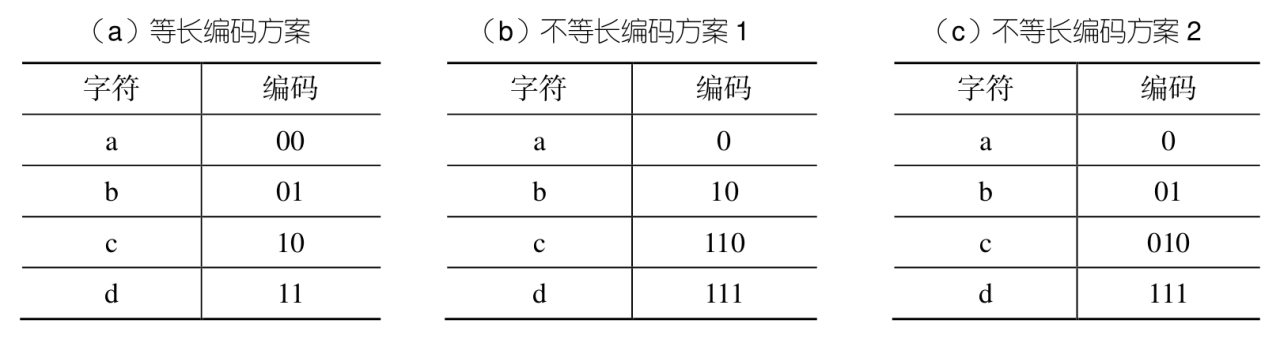 （a）等长编码方案
字符 编码
a 00
b 01
c 10
d 11
（b）不等长编码方案 1
字符 编码
a 0
b 10
c 110
d 111
（c）不等长编码方案 2
字符 编码
a 0
b 01
c 010
d 111